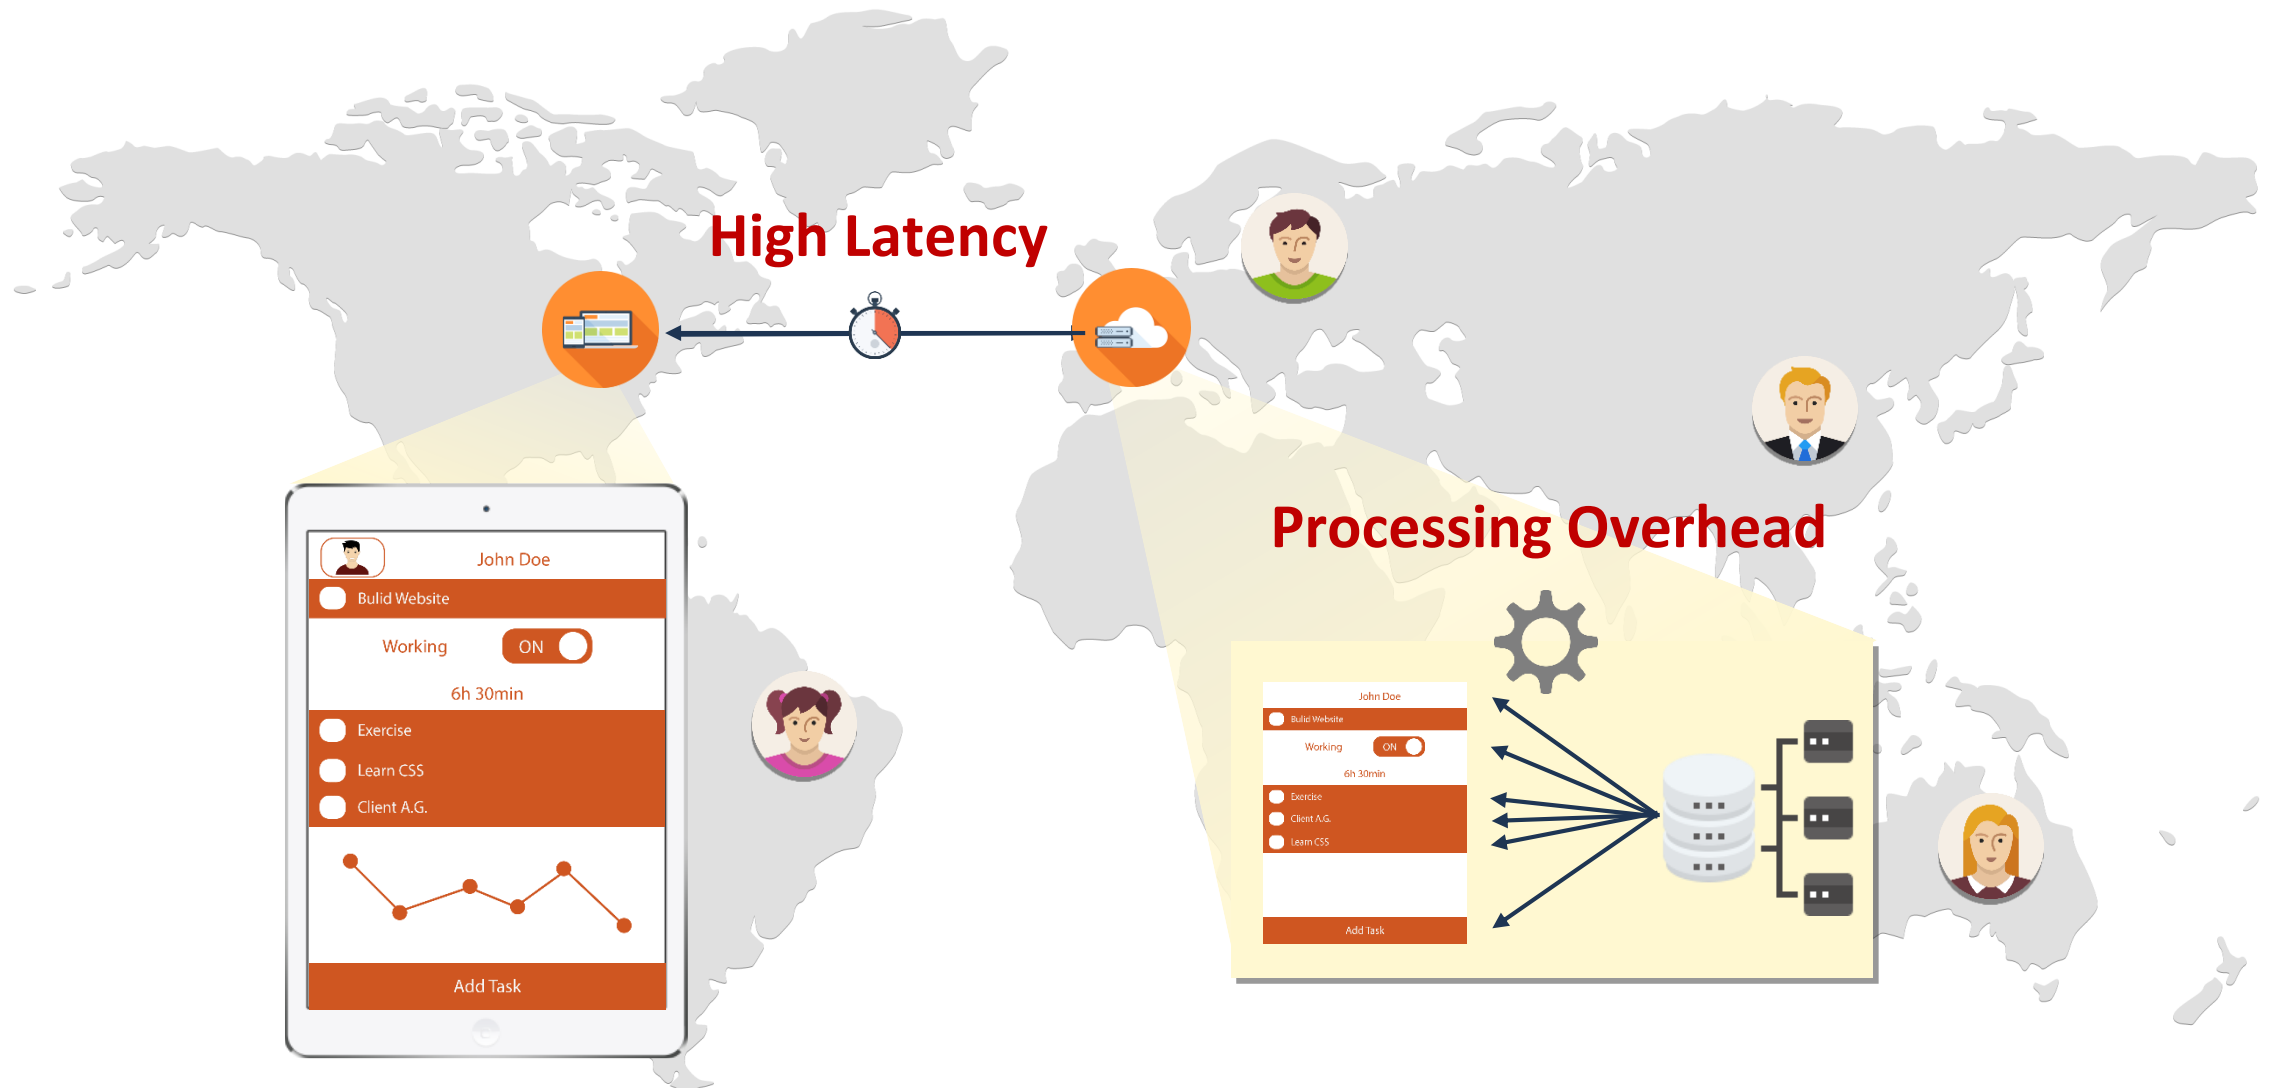 High Latency
Processing Overhead
John Doe
Bulid Website
Working
ON
6h 30min
Exercise
Learn CSS
Client A.G.
Add Task
John Doe
Bulid Website
Working
ON
6h 30min
Exercise
Client A.G.
Learn CSS
Add Task